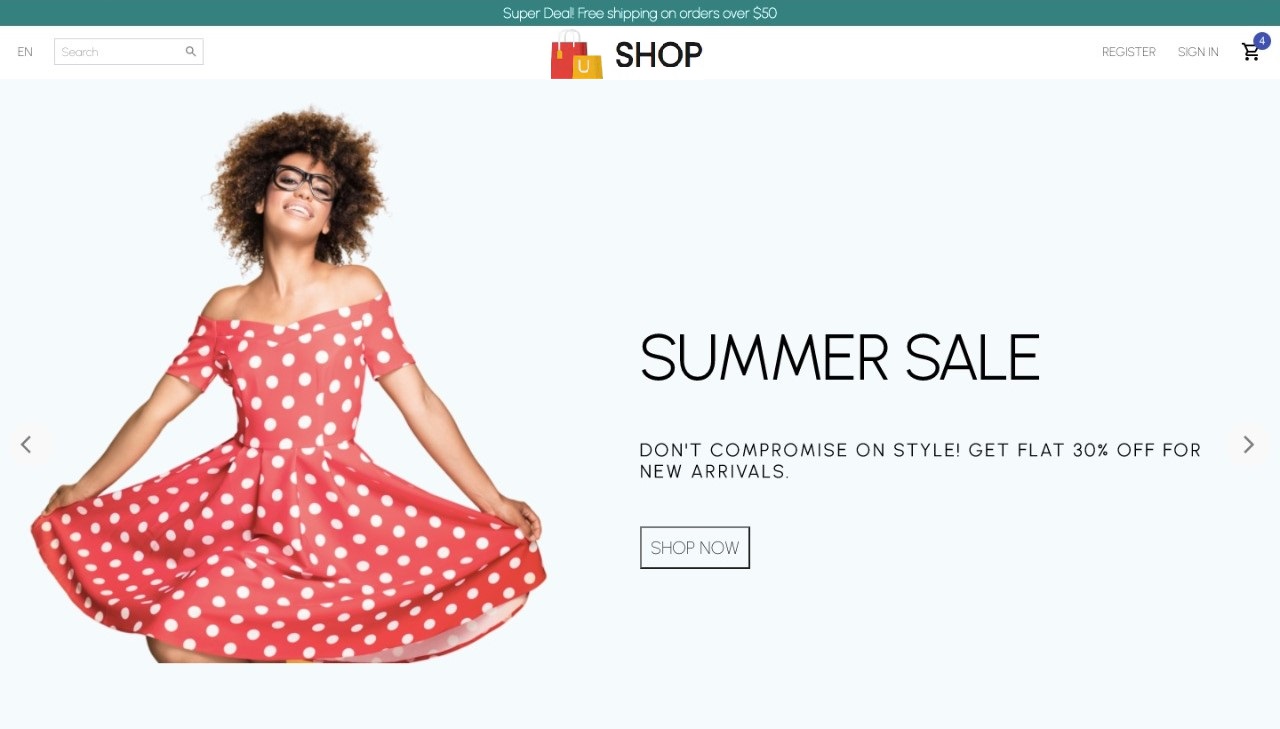 Super Deal! Free shipping on orders over $50
EN
Search
SHOP
REGISTER
SIGN IN
4
SUMMER SALE
DON'T COMPROMISE ON STYLE! GET FLAT 30% OFF FOR
NEW ARRIVALS.
SHOP NOW